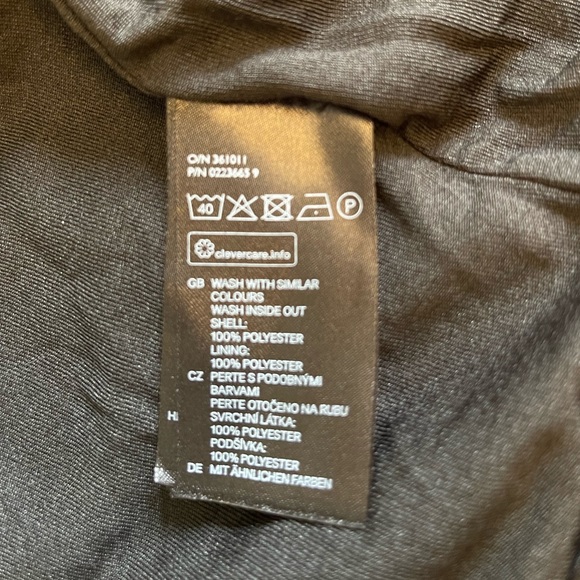 O/N 361011
P/N 0223665 9
40 P
clevercare.info
GB WASH WITH SIMILAR
COLOURS
WASH INSIDE OUT
SHELL:
100% POLYESTER
LINING:
100% POLYESTER
CZ PERTE S PODOBNÝMI
BARVAMI
PERTE OTOČENO NA RUBU
SVRCHNÍ LÁTKA:
100% POLYESTER
PODŠÍVKA:
100% POLYESTER
DE MIT ÄHNLICHEN FARBEN